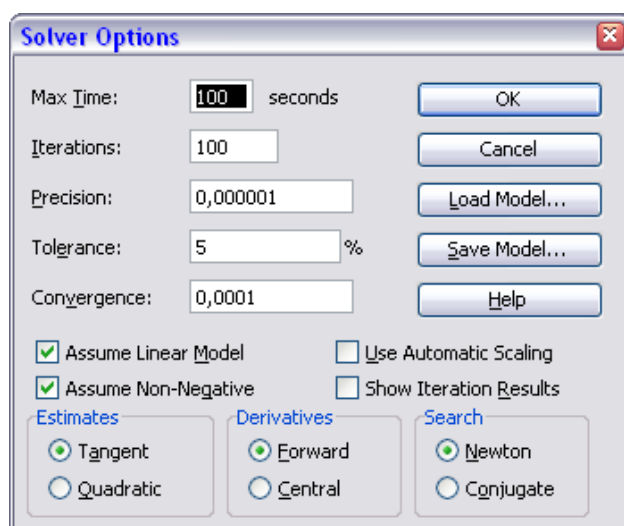 Solver Options
Max Time: 100 seconds OK
Iterations: 100 Cancel
Precision: 0,000001 Load Model...
Tolerance: 5 % Save Model...
Convergence: 0,0001 Help
Assume Linear Model Use Automatic Scaling
Assume Non-Negative Show Iteration Results
Estimates Derivatives Search
Tangent Forward Newton
Quadratic Central Conjugate